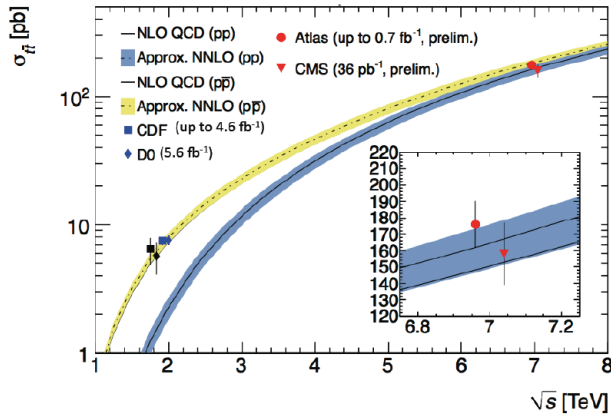 σtt̄ [pb]
NLO QCD (pp)
Approx. NNLO (pp)
NLO QCD (pp̄)
Approx. NNLO (pp̄)
CDF (up to 4.6 fb⁻¹)
D0 (5.6 fb⁻¹)
Atlas (up to 0.7 fb⁻¹, prelim.)
CMS (36 pb⁻¹, prelim.)
10²
10
1
220
210
200
190
180
170
160
150
140
130
120
6.8 7 7.2
1 2 3 4 5 6 7 8
√s [TeV]